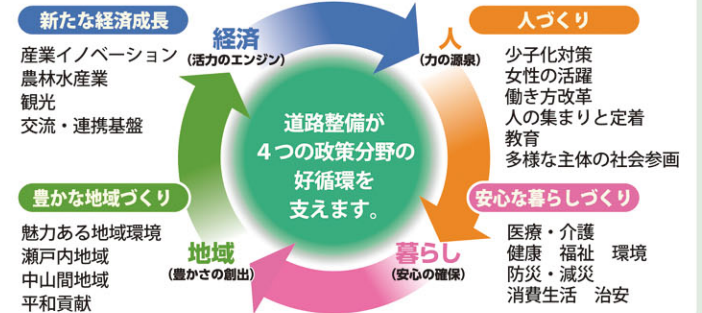 新たな経済成長
産業イノベーション
農林水産業
観光
交流・連携基盤
経済
(活力のエンジン)
人
(力の源泉)
人づくり
少子化対策
女性の活躍
働き方改革
人の集まりと定着
教育
多様な主体の社会参画
道路整備が
4つの政策分野の
好循環を
支えます。
豊かな地域づくり
魅力ある地域環境
瀬戸内地域
中山間地域
平和貢献
地域
(豊かさの創出)
暮らし
(安心の確保)
安心な暮らしづくり
医療・介護
健康　福祉　環境
防災・減災
消費生活　治安